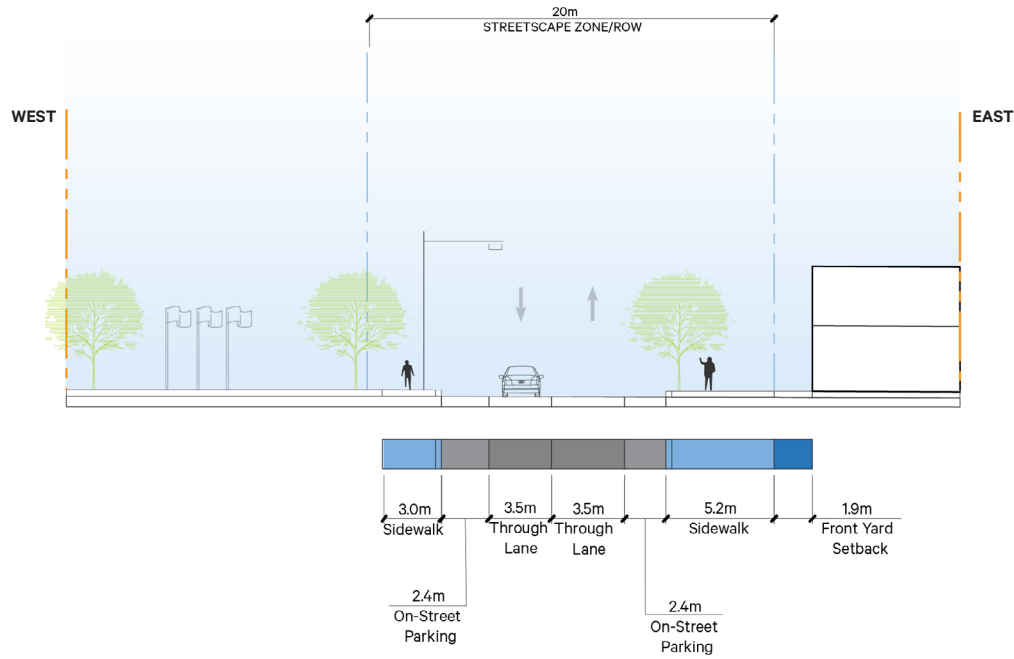 20m
STREETSCAPE ZONE/ROW
WEST
EAST
3.0m
Sidewalk
3.5m
Through
Lane
3.5m
Through
Lane
5.2m
Sidewalk
1.9m
Front Yard
Setback
2.4m
On-Street
Parking
2.4m
On-Street
Parking